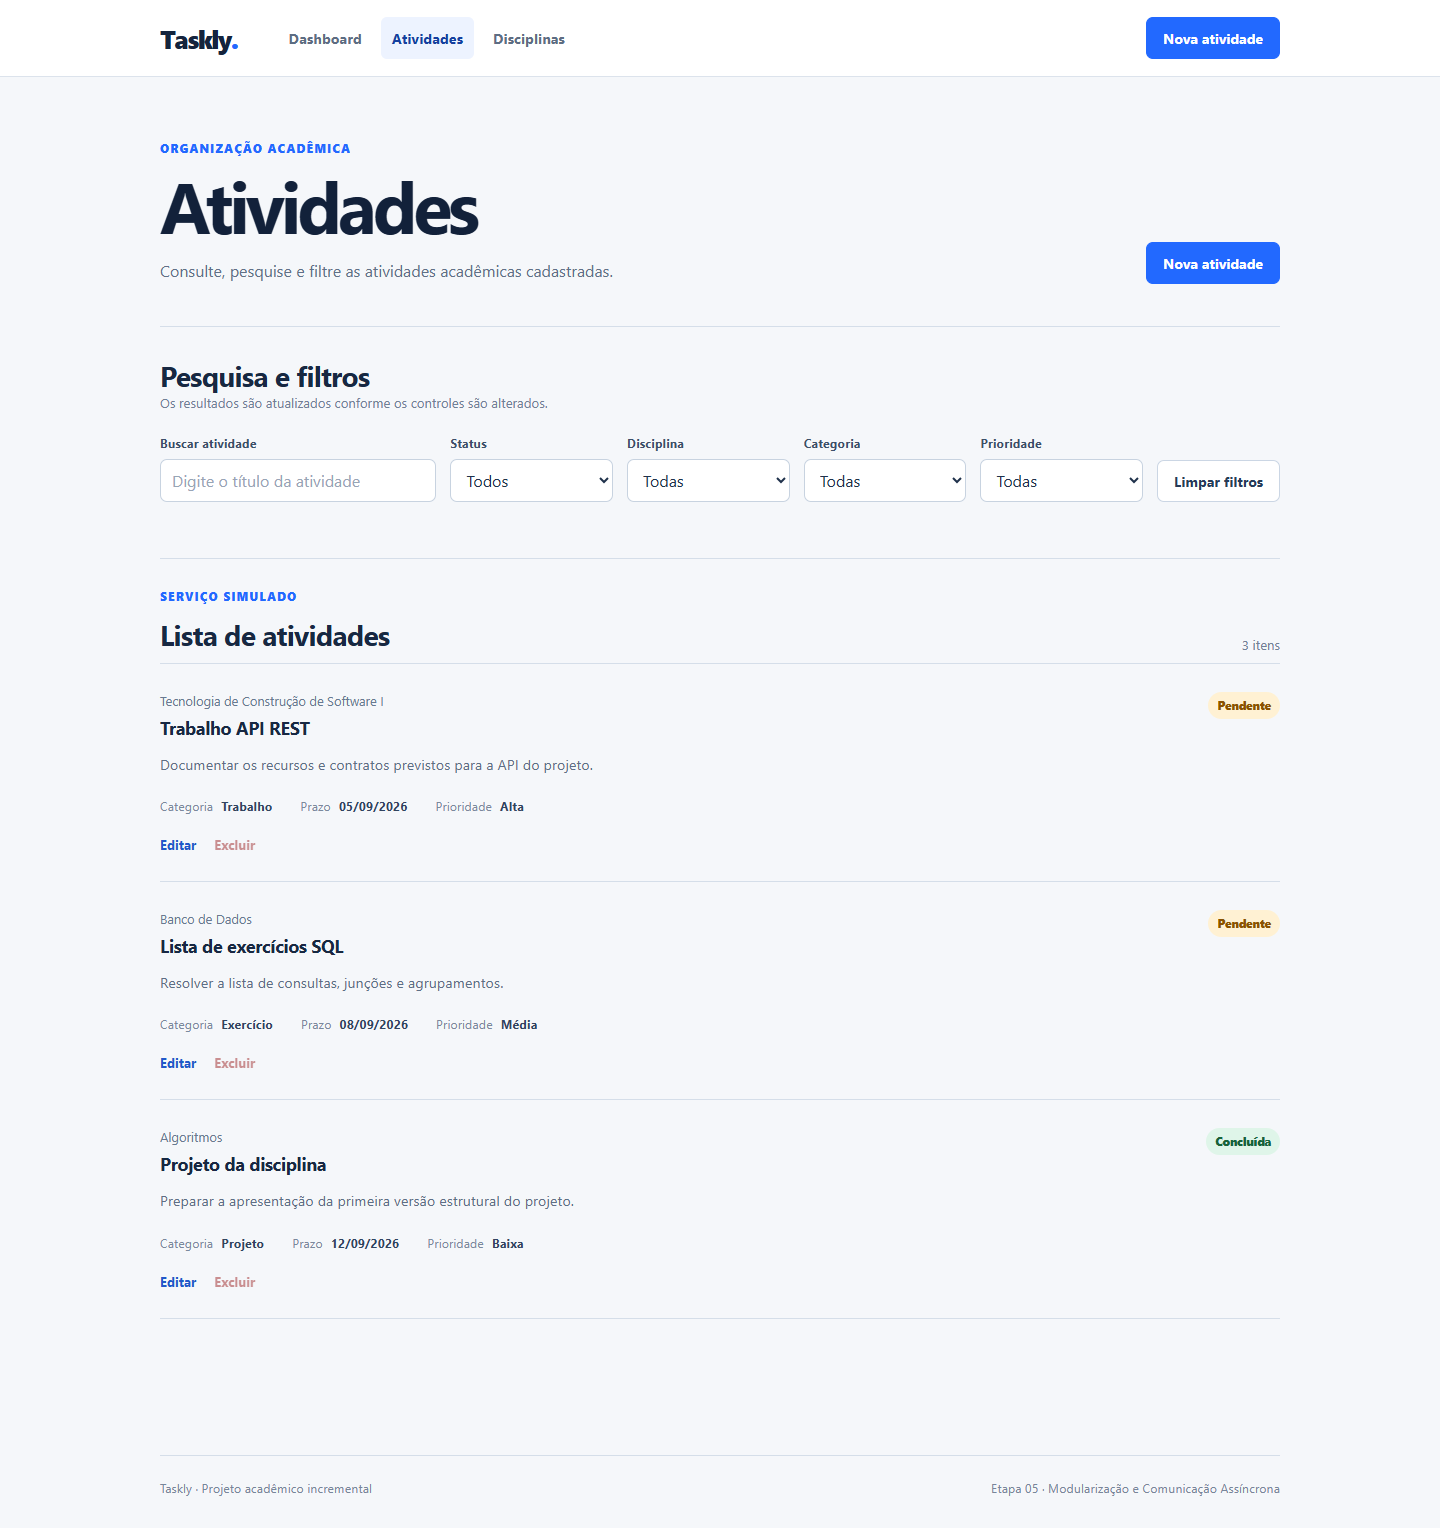 Taskly.
Dashboard
Atividades
Disciplinas
Nova atividade
ORGANIZAÇÃO ACADÊMICA
Atividades
Consulte, pesquise e filtre as atividades acadêmicas cadastradas.
Nova atividade
Pesquisa e filtros
Os resultados são atualizados conforme os controles são alterados.
Buscar atividade
Status
Disciplina
Categoria
Prioridade
Digite o título da atividade
Todos
Todas
Todas
Todas
Limpar filtros
SERVIÇO SIMULADO
Lista de atividades
3 itens
Tecnologia de Construção de Software I
Pendente
Trabalho API REST
Documentar os recursos e contratos previstos para a API do projeto.
Categoria Trabalho Prazo 05/09/2026 Prioridade Alta
Editar Excluir
Banco de Dados
Pendente
Lista de exercícios SQL
Resolver a lista de consultas, junções e agrupamentos.
Categoria Exercício Prazo 08/09/2026 Prioridade Média
Editar Excluir
Algoritmos
Concluída
Projeto da disciplina
Preparar a apresentação da primeira versão estrutural do projeto.
Categoria Projeto Prazo 12/09/2026 Prioridade Baixa
Editar Excluir
Taskly · Projeto acadêmico incremental
Etapa 05 · Modularização e Comunicação Assíncrona